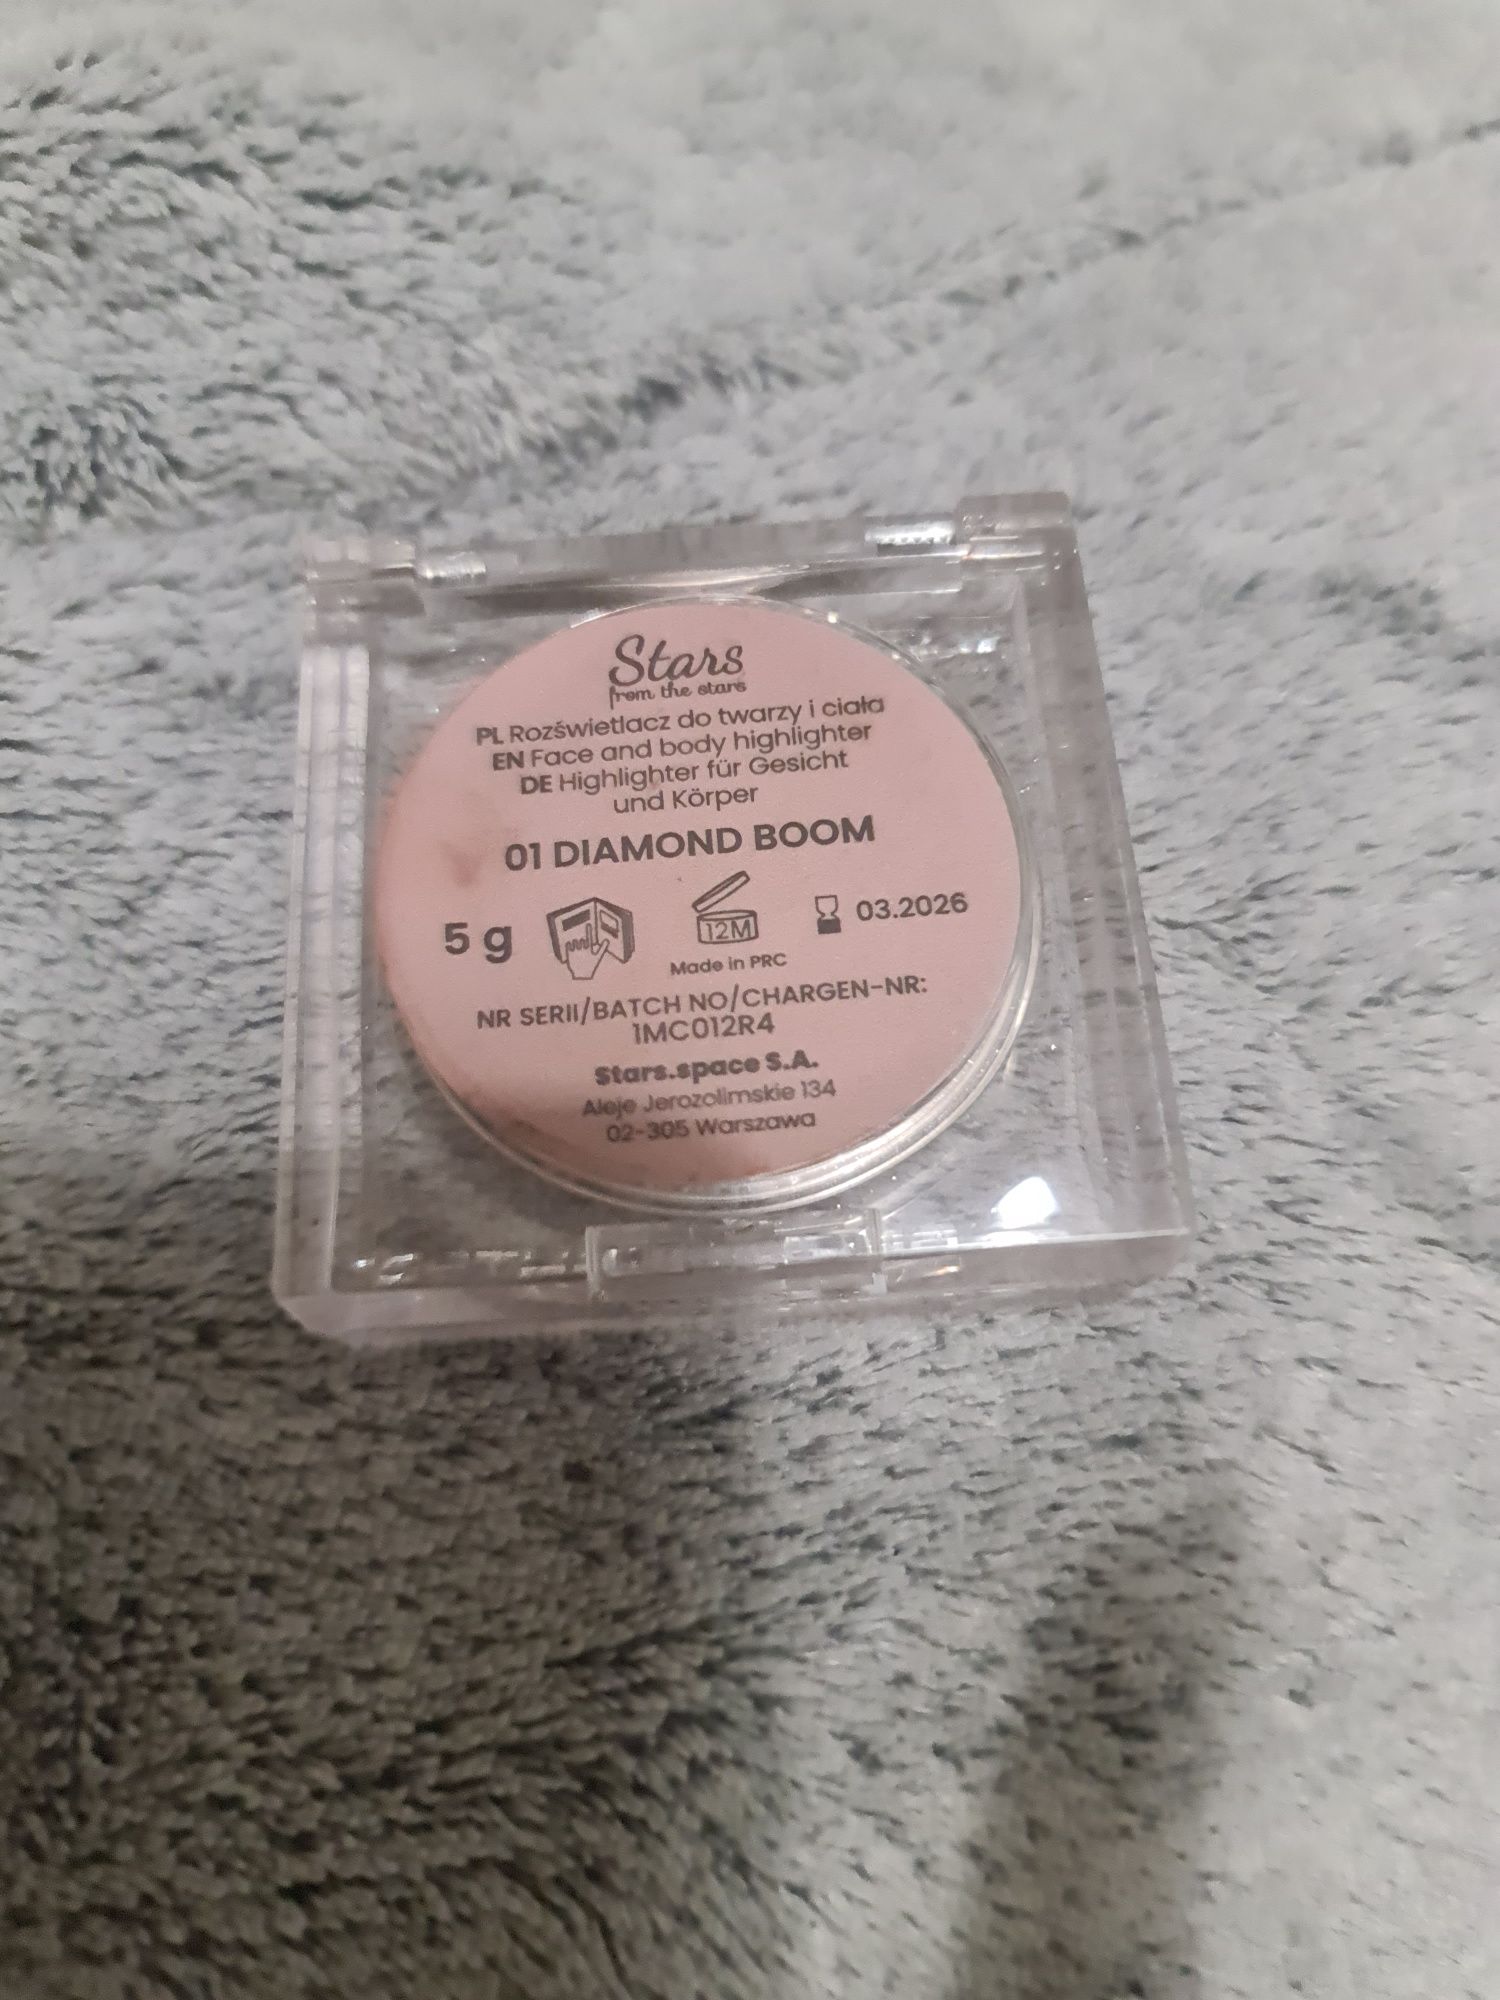 Stars
from the stars
PL Rozświetlacz do twarzy i ciała
EN Face and body highlighter
DE Highlighter für Gesicht
und Körper
01 DIAMOND BOOM
5 g 12M 03.2026
Made in PRC
NR SERII/BATCH NO/CHARGEN-NR:
1MC012R4
Stars.space S.A.
Aleje Jerozolimskie 134
02-305 Warszawa